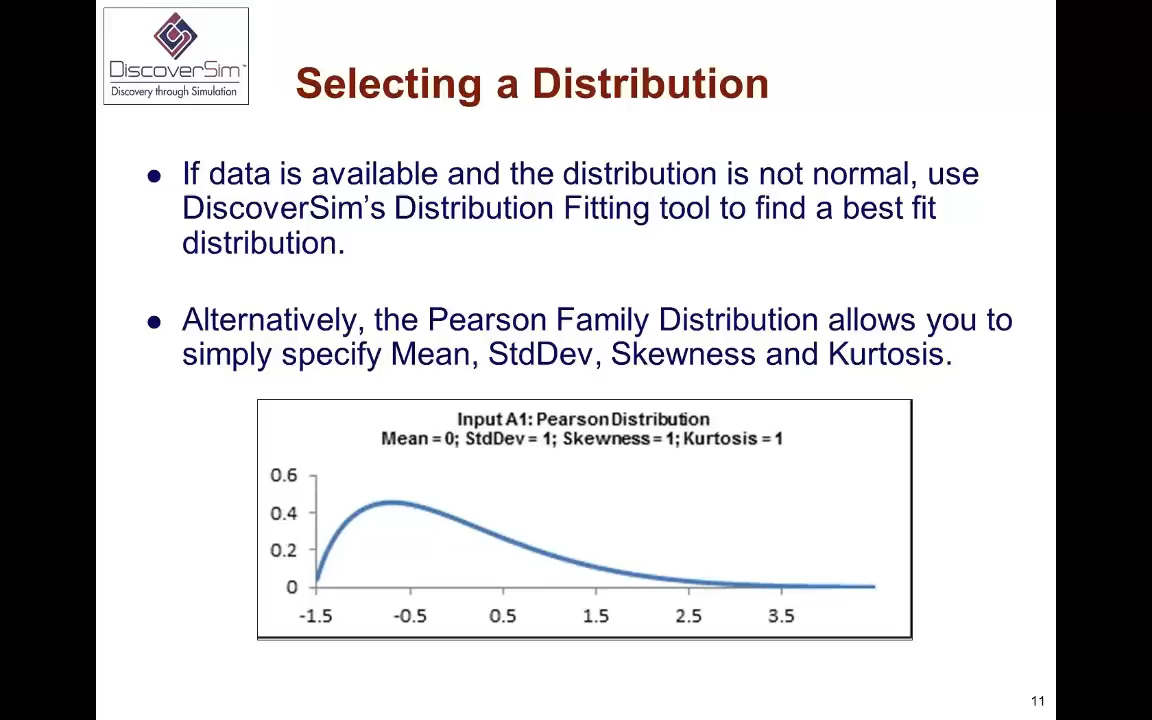 DiscoverSim™
Discovery through Simulation
Selecting a Distribution
● If data is available and the distribution is not normal, use
DiscoverSim’s Distribution Fitting tool to find a best fit
distribution.
● Alternatively, the Pearson Family Distribution allows you to
simply specify Mean, StdDev, Skewness and Kurtosis.
Input A1: Pearson Distribution
Mean = 0; StdDev = 1; Skewness = 1; Kurtosis = 1
0.6
0.4
0.2
0
-1.5 -0.5 0.5 1.5 2.5 3.5
11